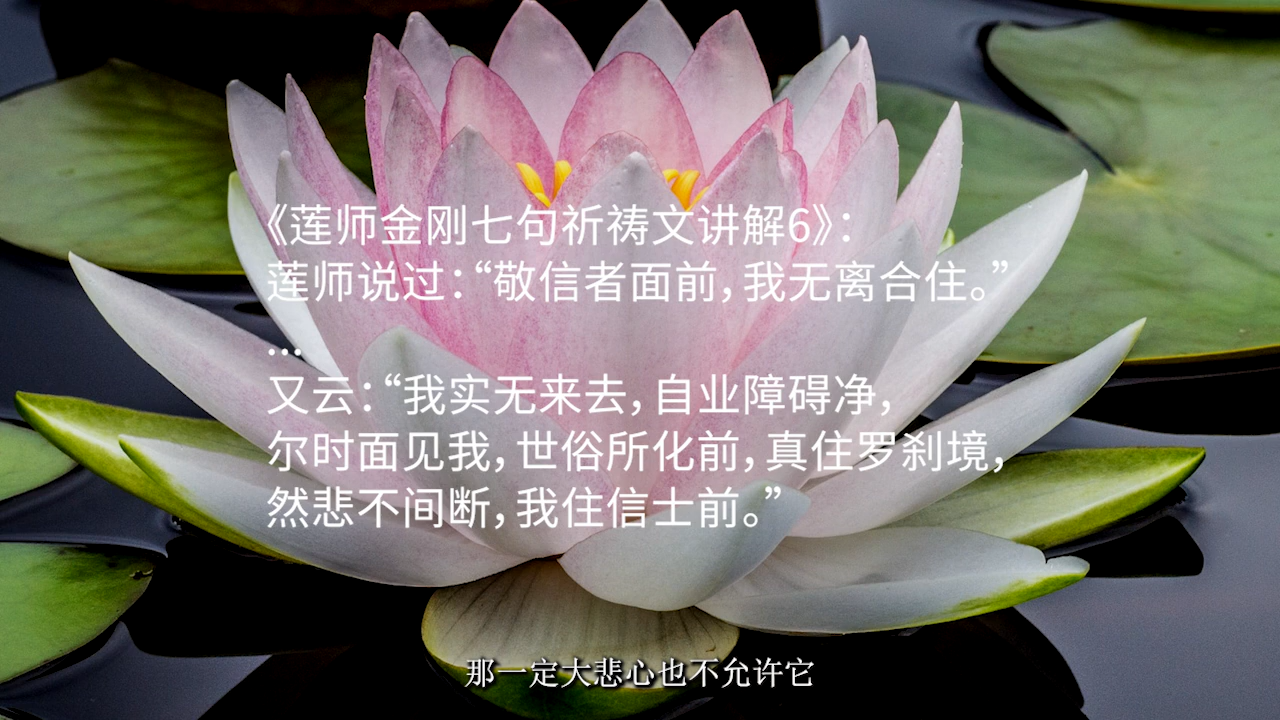 《莲师金刚七句祈祷文讲解6》：
莲师说过：“敬信者面前，我无离合住。”
...
又云：“我实无来去，自业障碍净，
尔时面见我，世俗所化前，真住罗刹境，
然悲不间断，我住信士前。”
那一定大悲心也不允许它